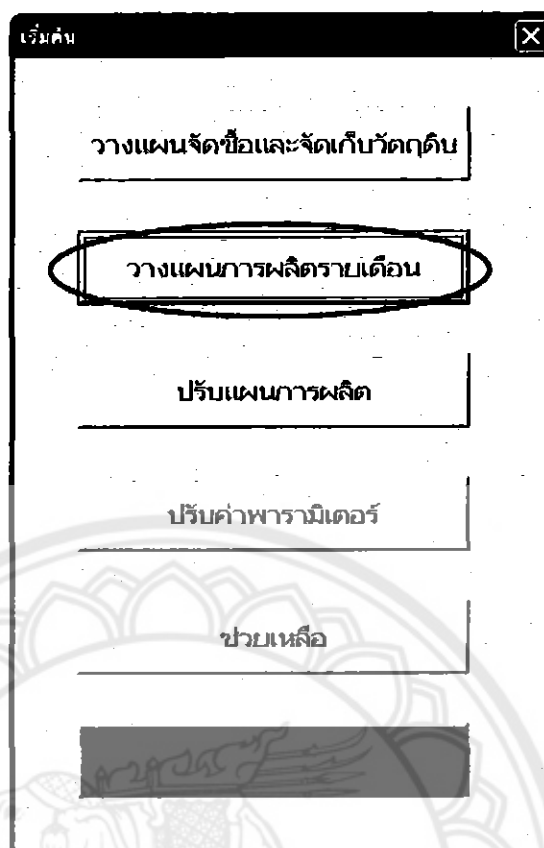 เริ่มต้น
วางแผนจัดซื้อและจัดเก็บวัตถุดิบ
วางแผนการผลิตรายเดือน
ปรับแผนการผลิต
ปรับค่าพารามิเตอร์
ช่วยเหลือ